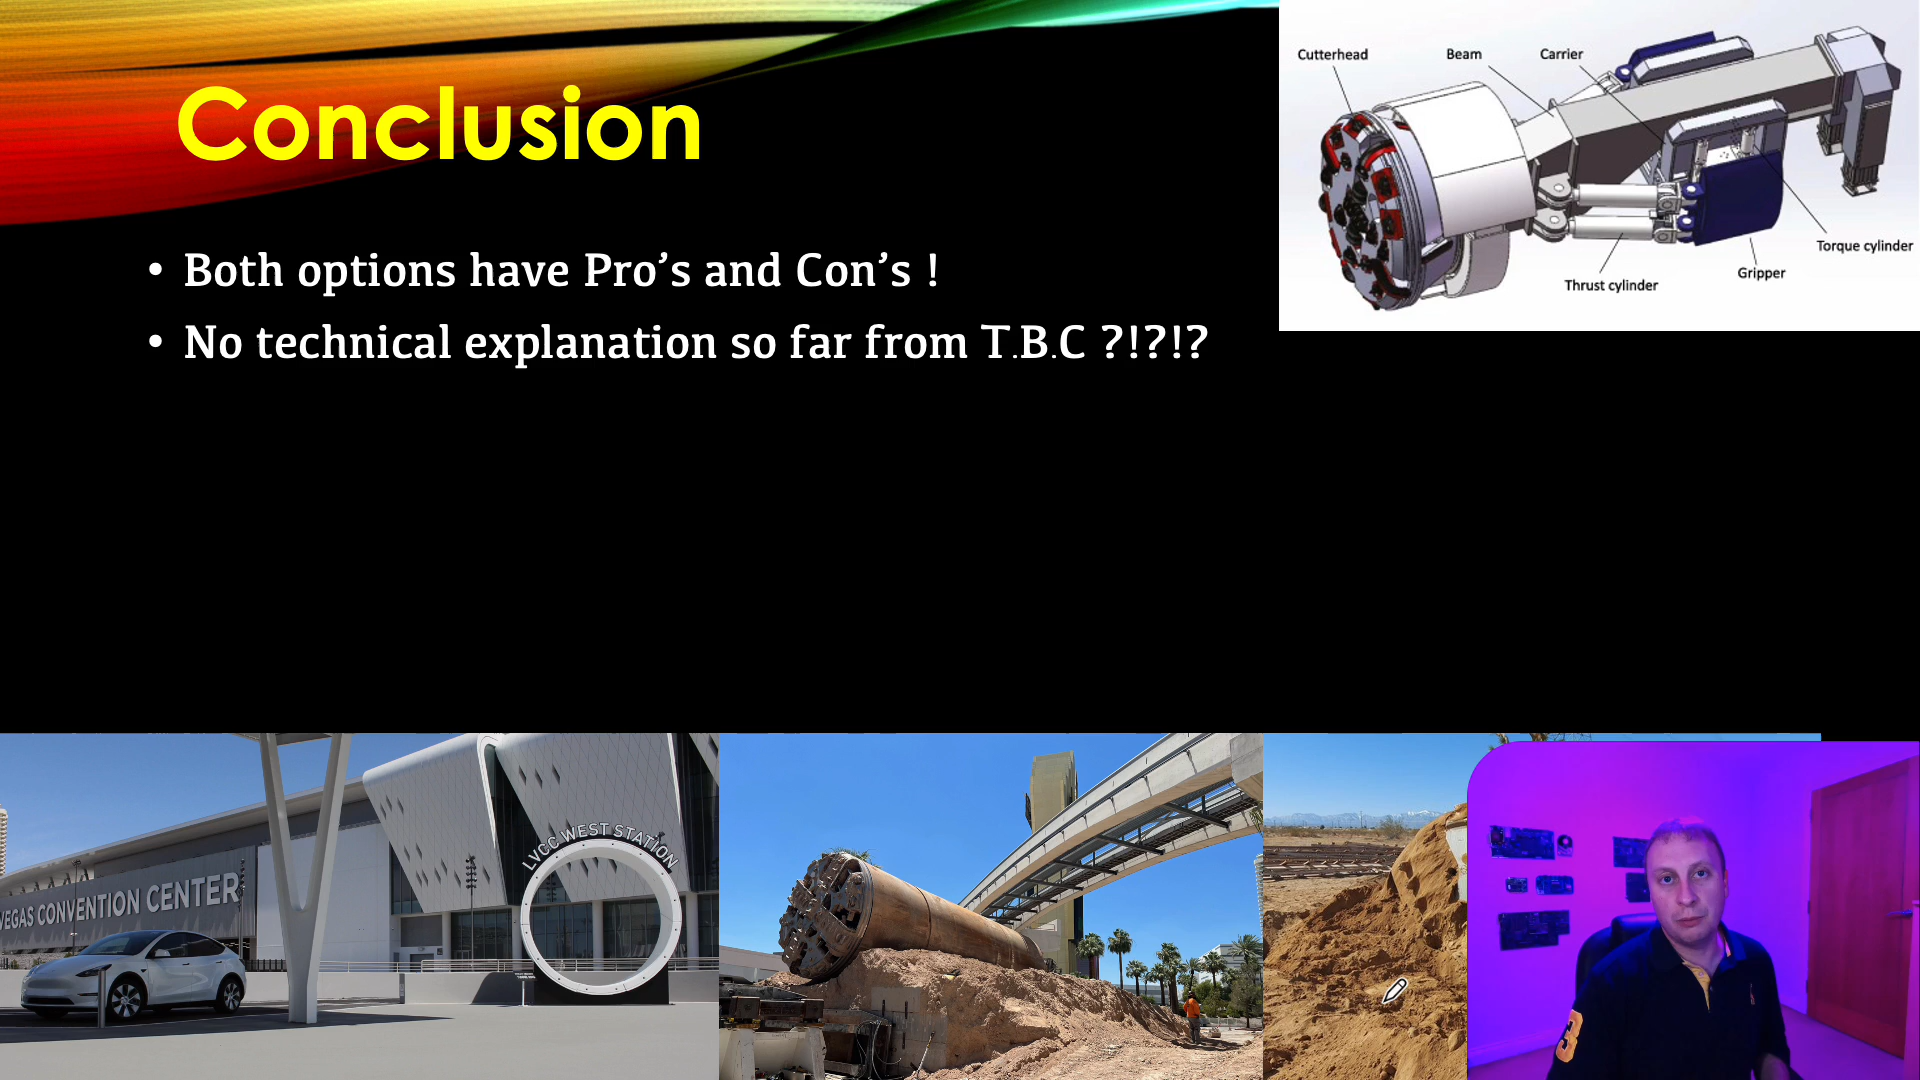 Conclusion
• Both options have Pro’s and Con’s !
• No technical explanation so far from T.B.C ?!?!?
Cutterhead
Beam
Carrier
Torque cylinder
Gripper
Thrust cylinder
VEGAS CONVENTION CENTER
LVCC WEST STATION
3